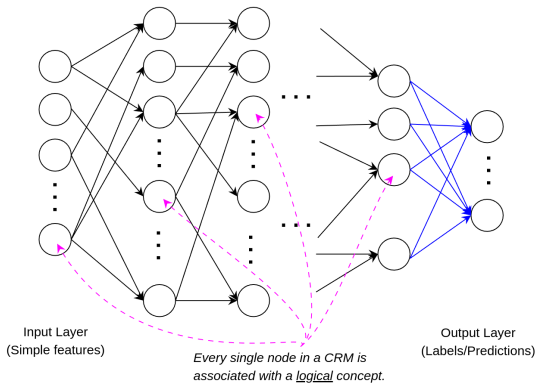 Input Layer
(Simple features)
Every single node in a CRM is
associated with a logical concept.
Output Layer
(Labels/Predictions)